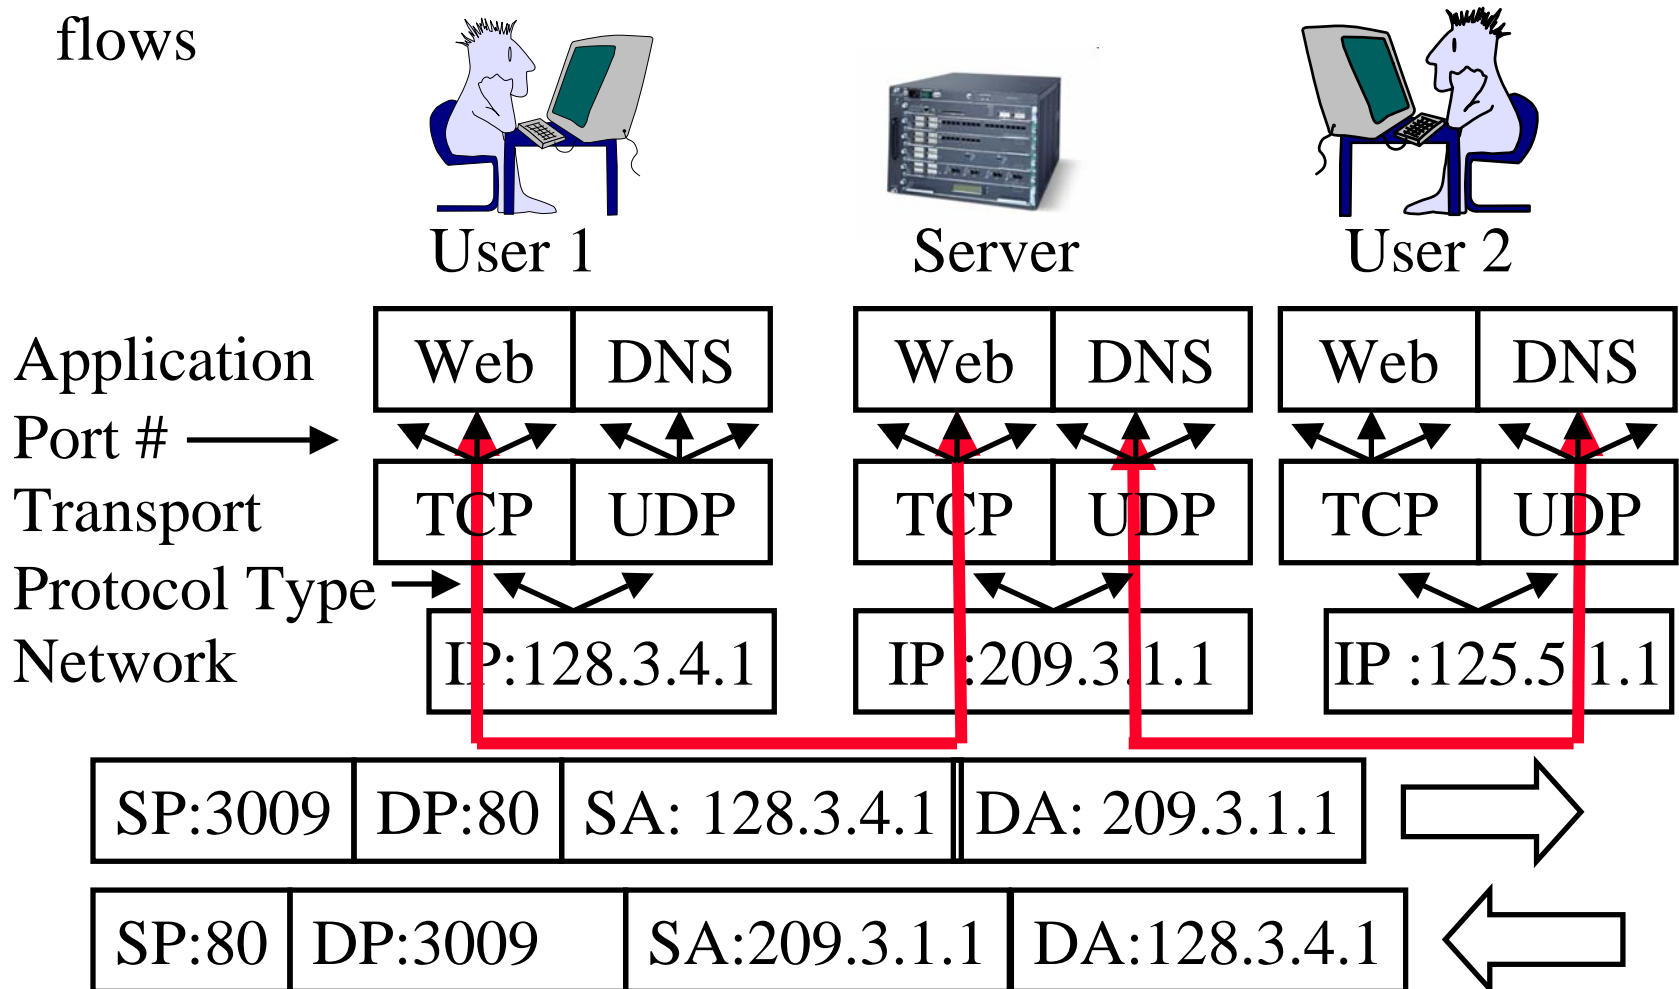 flows
User 1 Server User 2
Application Web DNS Web DNS Web DNS
Port #
Transport TCP UDP TCP UDP TCP UDP
Protocol Type
Network IP:128.3.4.1 IP :209.3.1.1 IP :125.5.1.1
SP:3009 DP:80 SA: 128.3.4.1 DA: 209.3.1.1
SP:80 DP:3009 SA:209.3.1.1 DA:128.3.4.1